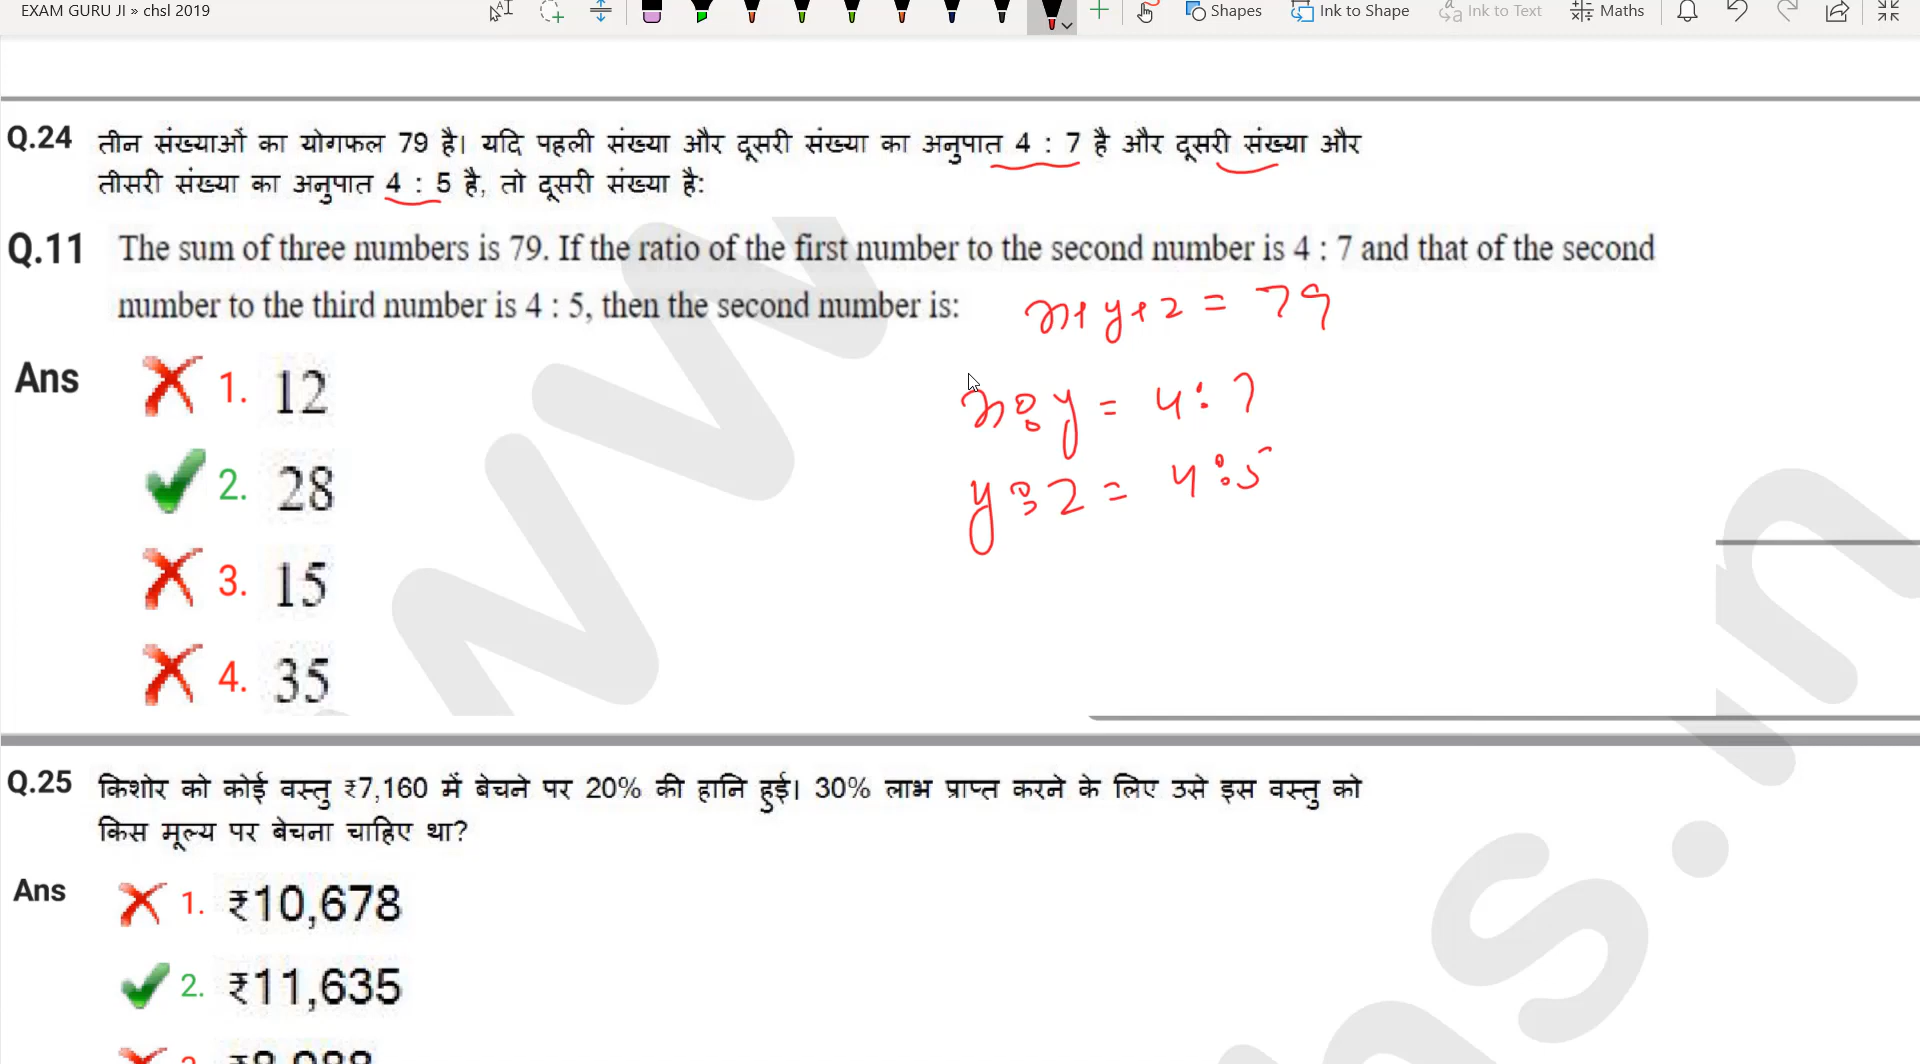 EXAM GURU JI » chsl 2019
Shapes Ink to Shape Ink to Text Maths
Q.24 तीन संख्याओं का योगफल 79 है। यदि पहली संख्या और दूसरी संख्या का अनुपात 4 : 7 है और दूसरी संख्या और
तीसरी संख्या का अनुपात 4 : 5 है, तो दूसरी संख्या है:
Q.11 The sum of three numbers is 79. If the ratio of the first number to the second number is 4 : 7 and that of the second
number to the third number is 4 : 5, then the second number is:
x+y+z = 79
Ans 1. 12
x:y = 4:7
2. 28
y:z = 4:5
3. 15
4. 35
Q.25 किशोर को कोई वस्तु ₹7,160 में बेचने पर 20% की हानि हुई। 30% लाभ प्राप्त करने के लिए उसे इस वस्तु को
किस मूल्य पर बेचना चाहिए था?
Ans 1. ₹10,678
2. ₹11,635